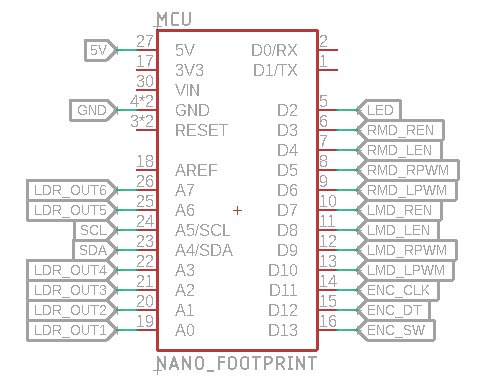 MCU
5V 27 5V D0/RX 2
17 3V3 D1/TX 1
30 VIN
GND 4*2 GND D2 5 LED
3*2 RESET D3 6 RMD_REN
D4 7 RMD_LEN
18 AREF D5 8 RMD_RPWM
LDR_OUT6 26 A7 D6 9 RMD_LPWM
LDR_OUT5 25 A6 D7 10 LMD_REN
SCL 24 A5/SCL D8 11 LMD_LEN
SDA 23 A4/SDA D9 12 LMD_RPWM
LDR_OUT4 22 A3 D10 13 LMD_LPWM
LDR_OUT3 21 A2 D11 14 ENC_CLK
LDR_OUT2 20 A1 D12 15 ENC_DT
LDR_OUT1 19 A0 D13 16 ENC_SW
NANO_FOOTPRINT